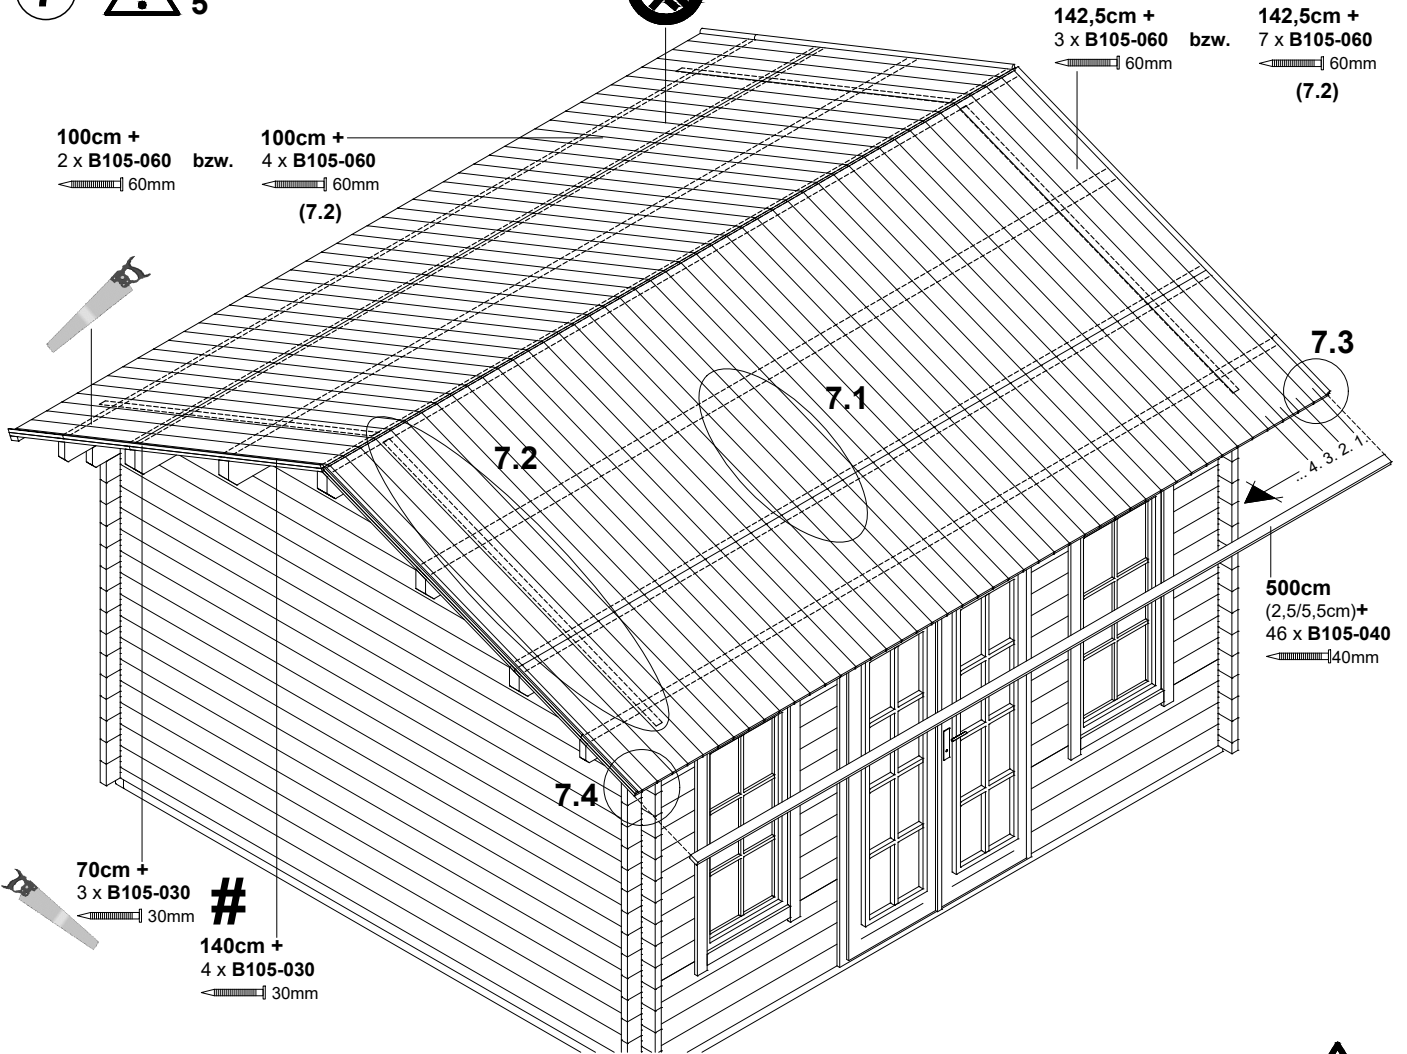 7
5
142,5cm +
3 x B105-060 bzw.
60mm
142,5cm +
7 x B105-060
60mm
(7.2)
100cm +
2 x B105-060 bzw.
60mm
100cm +
4 x B105-060
60mm
(7.2)
7.3
7.1
7.2
... 4. 3. 2. 1.
500cm
(2,5/5,5cm)+
46 x B105-040
40mm
7.4
70cm +
3 x B105-030
30mm
#
140cm +
4 x B105-030
30mm